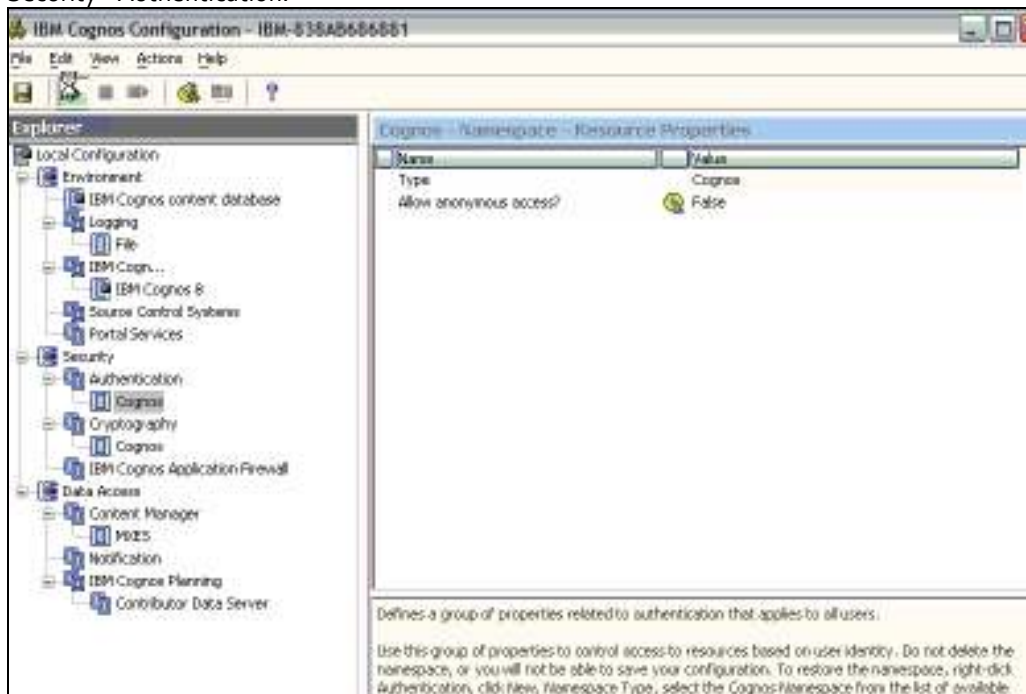 Security - Authentication.
IBM Cognos Configuration - IBM-838AB686881
File Edit View Actions Help
Explorer
Cognos - Namespace - Resource Properties
Local Configuration
Name Value
Environment
Type Cognos
IBM Cognos content database
Allow anonymous access? False
Logging
File
IBM Cogn...
IBM Cognos 8
Source Control Systems
Portal Services
Security
Authentication
Cognos
Cryptography
Cognos
IBM Cognos Application Firewall
Data Access
Content Manager
MXES
Notification
IBM Cognos Planning
Contributor Data Server
Defines a group of properties related to authentication that applies to all users.
Use this group of properties to control access to resources based on user identity. Do not delete the
namespace, or you will not be able to save your configuration. To restore the namespace, right-click
Authentication, click New, Namespace Type, select the Cognos Namespace from the list of available